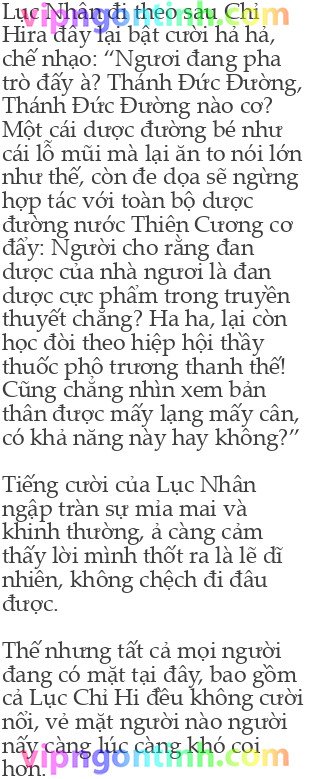 Lục Nhân đi theo sau Chỉ
Hi ra đây lại bật cười hả hả,
chế nhạo: “Ngươi đang pha
trò đấy à? Thánh Đức Đường,
Thánh Đức Đường nào cơ?
Một cái dược đường bé như
cái lỗ mũi mà lại ăn to nói lớn
như thế, còn đe dọa sẽ ngừng
hợp tác với toàn bộ dược
đường nước Thiên Cương cơ
đấy: Người cho rằng đan
dược của nhà ngươi là đan
dược cực phẩm trong truyền
thuyết chăng? Ha ha, lại còn
học đòi theo hiệp hội thầy
thuốc phô trương thanh thế!
Cũng chẳng nhìn xem bản
thân được mấy lạng mấy cân,
có khả năng này hay không?”
Tiếng cười của Lục Nhân
ngập tràn sự mỉa mai và
khinh thường, ả càng cảm
thấy lời mình thốt ra là lẽ dĩ
nhiên, không chệch đi đâu
được.
Thế nhưng tất cả mọi người
đang có mặt tại đây, bao gồm
cả Lục Chỉ Hi đều không cười
nổi, vẻ mặt người nào người
nấy càng lúc càng khó coi
hơn.
vipngontinh.com
vipngontinh.com